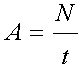 A = N/t